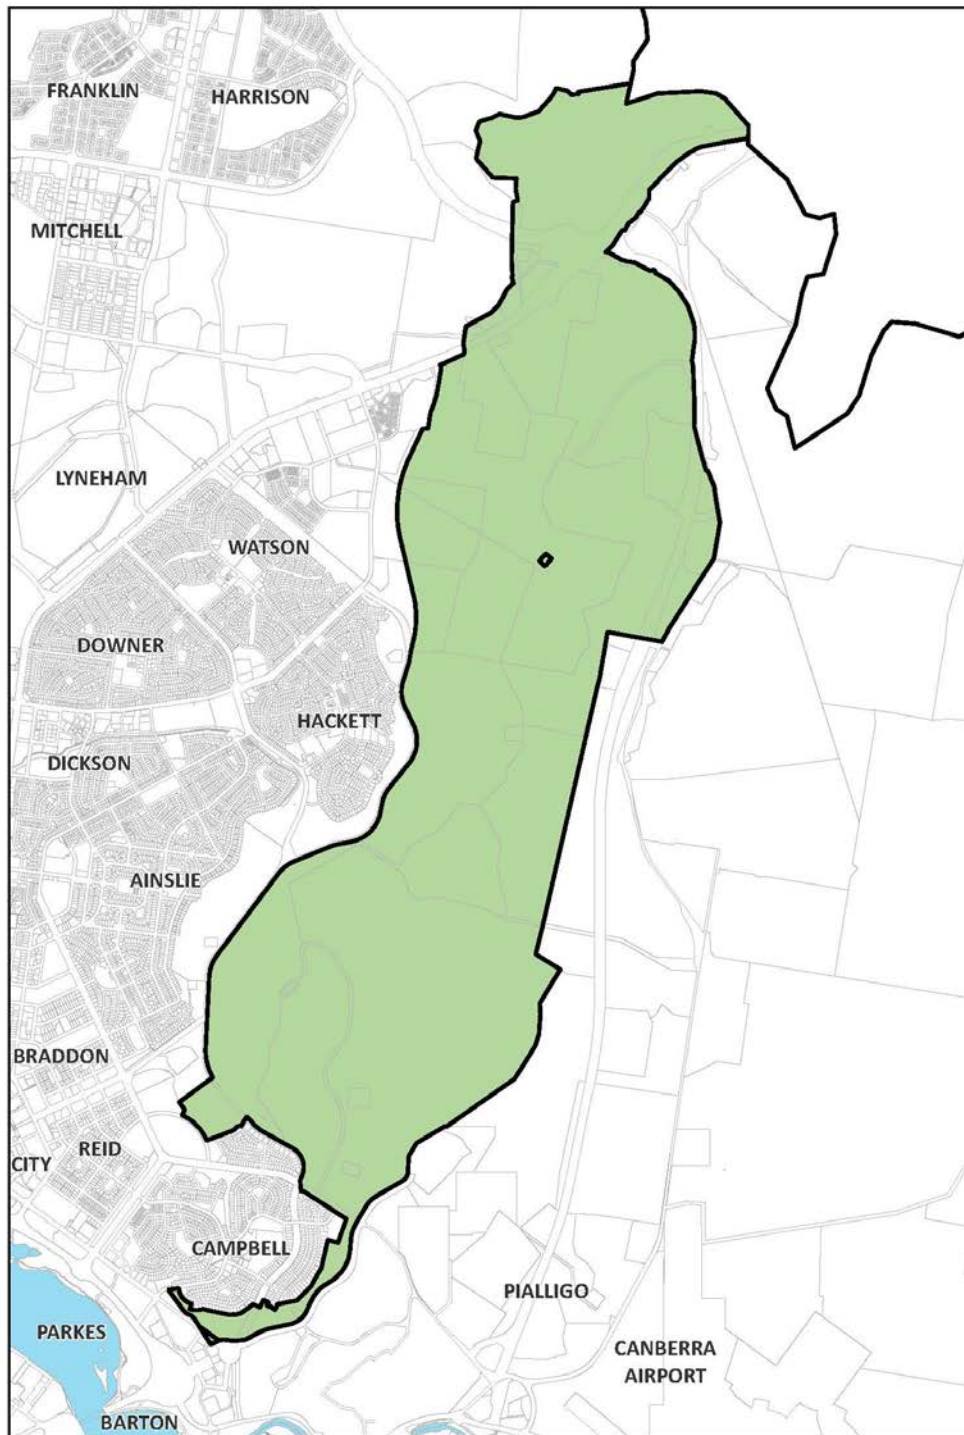 FRANKLIN
HARRISON
MITCHELL
LYNEHAM
WATSON
DOWNER
HACKETT
DICKSON
AINSLIE
BRADDON
REID
CITY
CAMPBELL
PIALLIGO
PARKES
CANBERRA
AIRPORT
BARTON